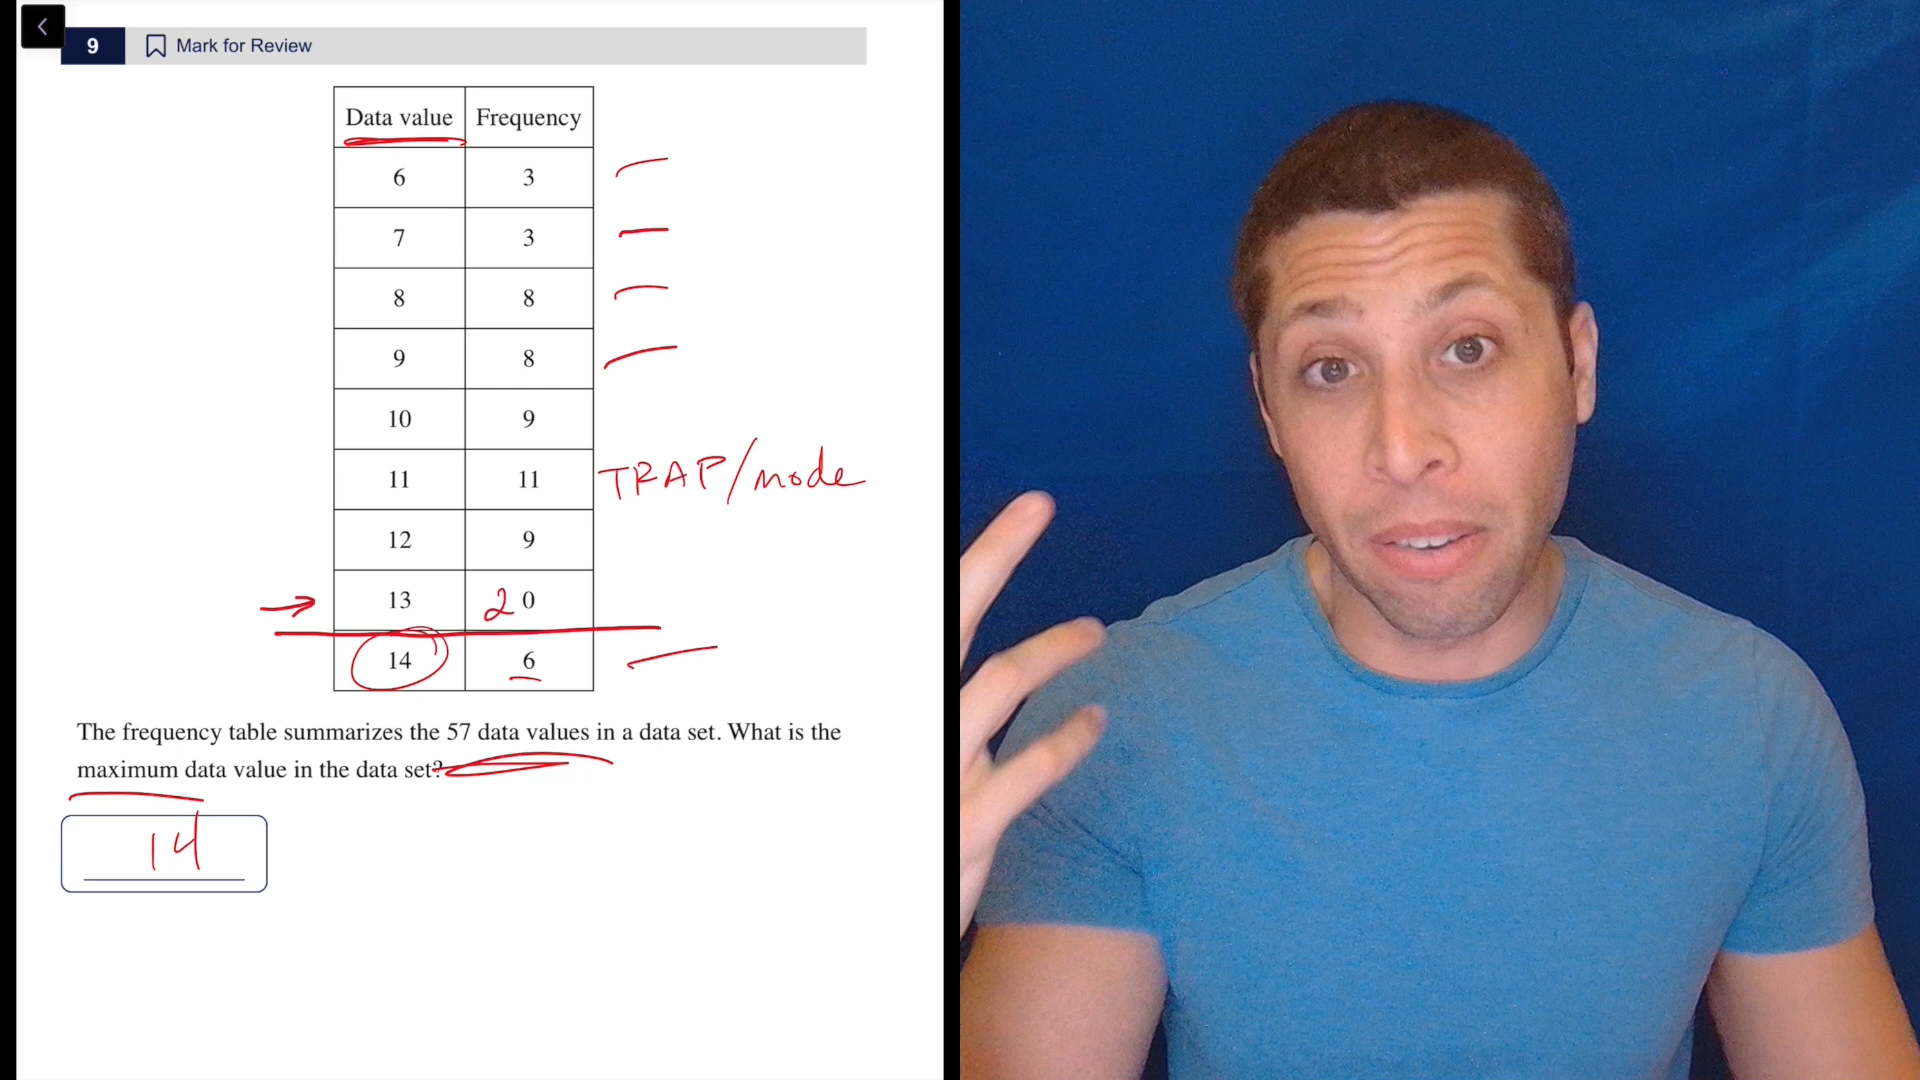 9 Mark for Review
Data value Frequency
6 3
7 3
8 8
9 8
10 9
11 11 TRAP/mode
12 9
13 20
14 6
The frequency table summarizes the 57 data values in a data set. What is the
maximum data value in the data set?
14